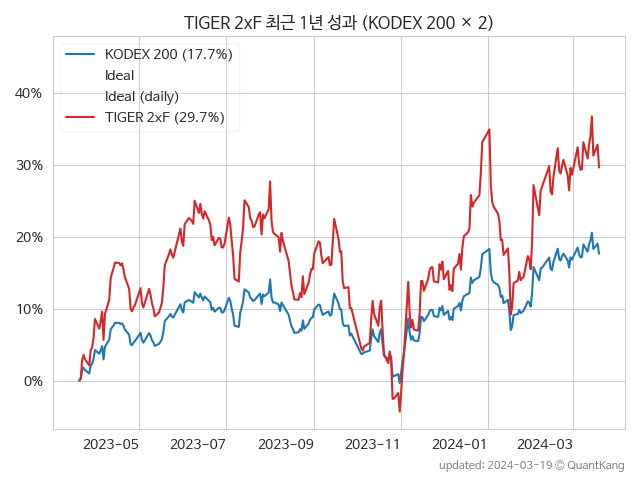 TIGER 2xF 최근 1년 성과 (KODEX 200 × 2)
KODEX 200 (17.7%)
Ideal
Ideal (daily)
TIGER 2xF (29.7%)
40%
30%
20%
10%
0%
2023-05 2023-07 2023-09 2023-11 2024-01 2024-03
updated: 2024-03-19 © QuantKang